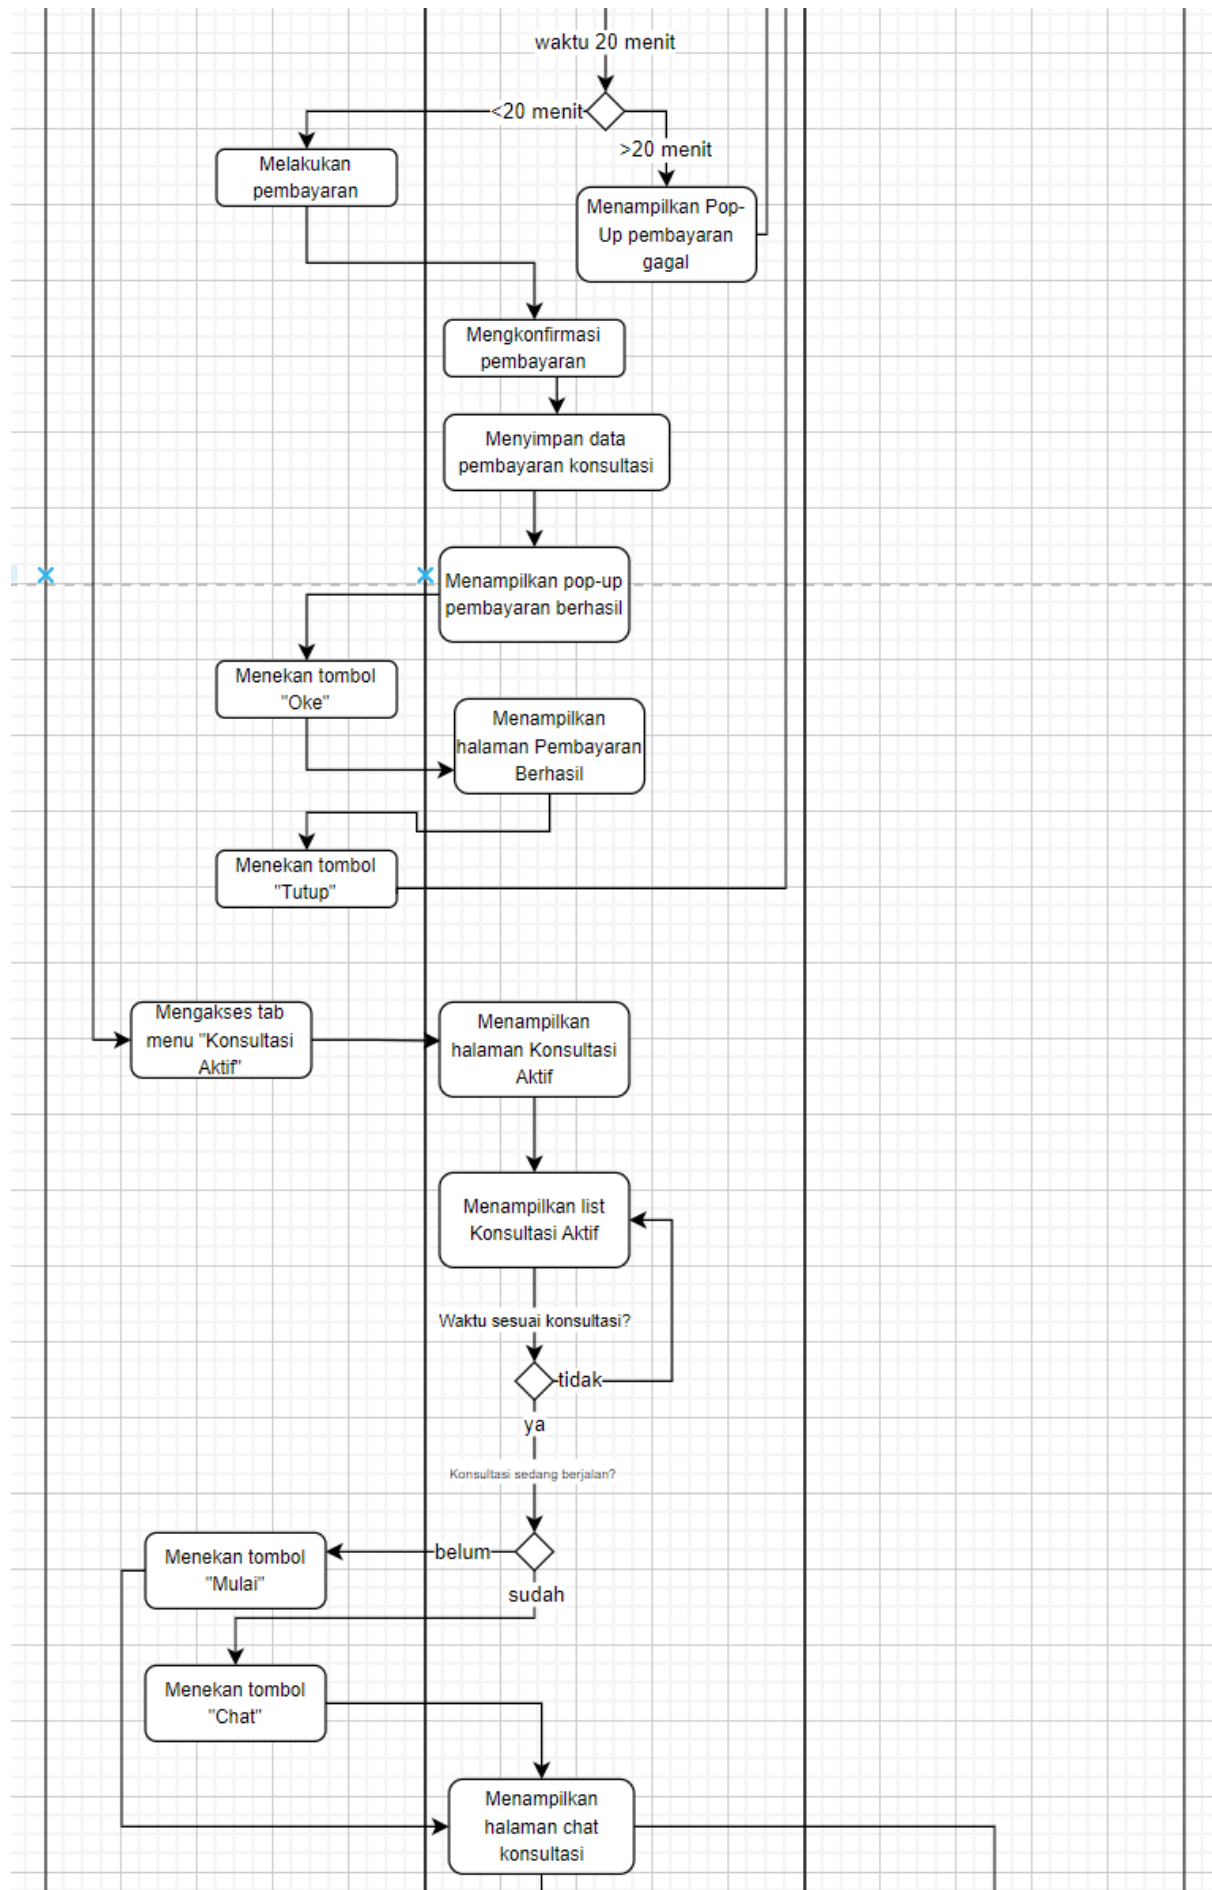 waktu 20 menit
<20 menit
>20 menit
Melakukan
pembayaran
Menampilkan Pop-
Up pembayaran
gagal
Mengkonfirmasi
pembayaran
Menyimpan data
pembayaran konsultasi
Menampilkan pop-up
pembayaran berhasil
Menekan tombol
"Oke"
Menampilkan
halaman Pembayaran
Berhasil
Menekan tombol
"Tutup"
Mengakses tab
menu "Konsultasi
Aktif"
Menampilkan
halaman Konsultasi
Aktif
Menampilkan list
Konsultasi Aktif
Waktu sesuai konsultasi?
tidak
ya
Konsultasi sedang berjalan?
belum
sudah
Menekan tombol
"Mulai"
Menekan tombol
"Chat"
Menampilkan
halaman chat
konsultasi